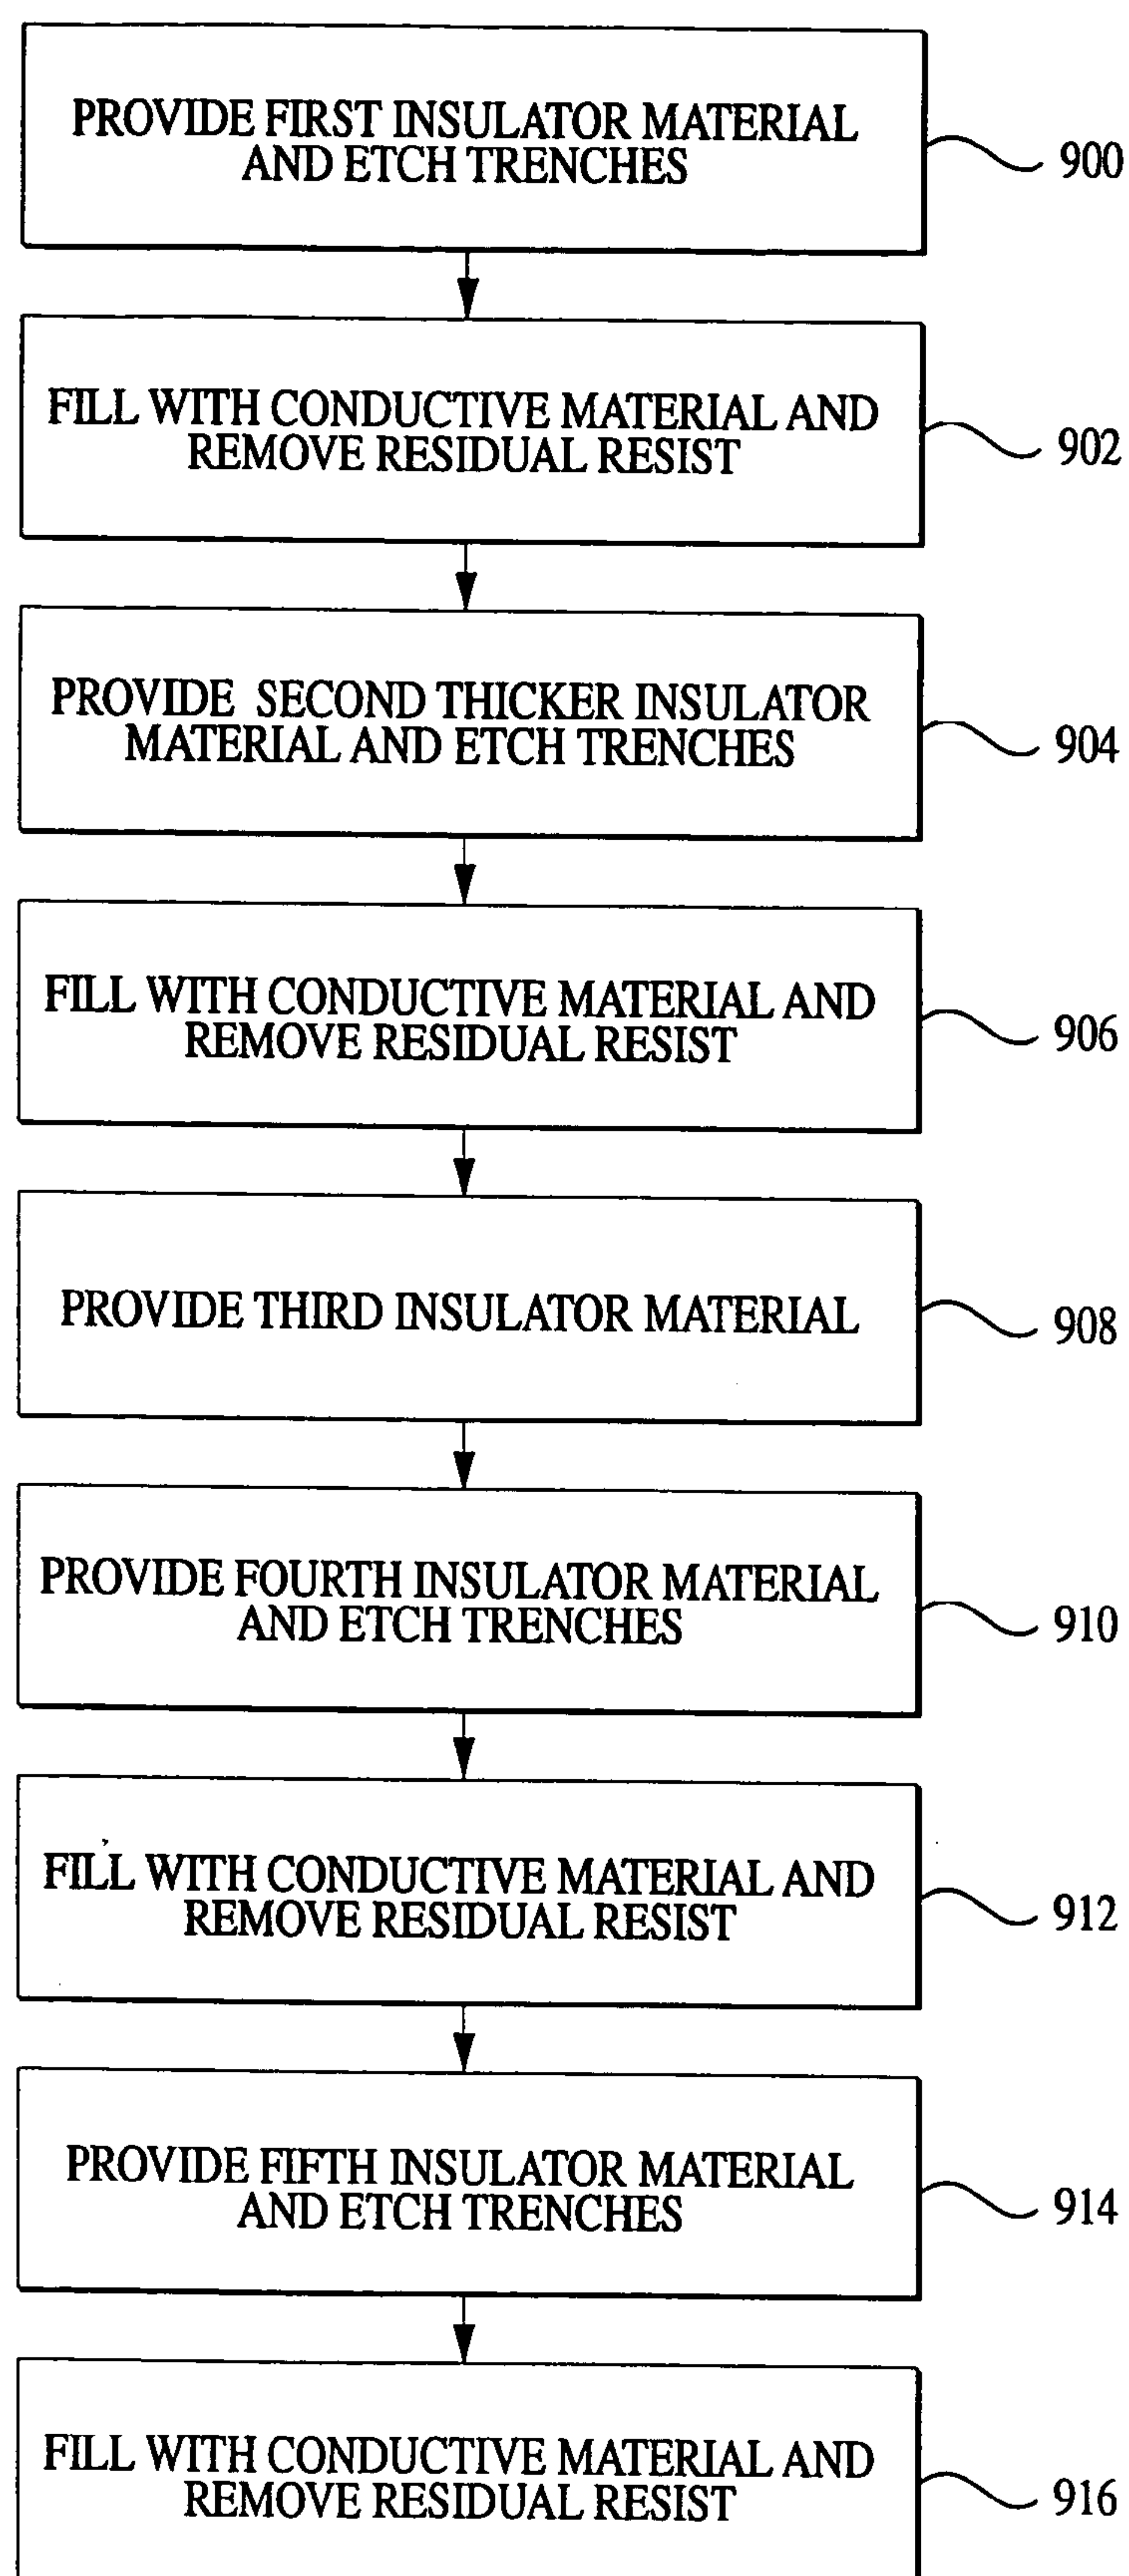 PROVIDE FIRST INSULATOR MATERIAL
AND ETCH TRENCHES
900
FILL WITH CONDUCTIVE MATERIAL AND
REMOVE RESIDUAL RESIST
902
PROVIDE SECOND THICKER INSULATOR
MATERIAL AND ETCH TRENCHES
904
FILL WITH CONDUCTIVE MATERIAL AND
REMOVE RESIDUAL RESIST
906
PROVIDE THIRD INSULATOR MATERIAL
908
PROVIDE FOURTH INSULATOR MATERIAL
AND ETCH TRENCHES
910
FILL WITH CONDUCTIVE MATERIAL AND
REMOVE RESIDUAL RESIST
912
PROVIDE FIFTH INSULATOR MATERIAL
AND ETCH TRENCHES
914
FILL WITH CONDUCTIVE MATERIAL AND
REMOVE RESIDUAL RESIST
916